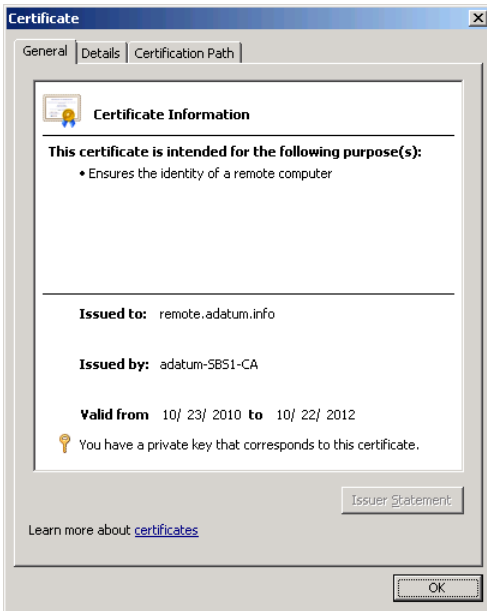 Certificate
General
Details
Certification Path
Certificate Information
This certificate is intended for the following purpose(s):
• Ensures the identity of a remote computer
Issued to: remote.adatum.info
Issued by: adatum-SBS1-CA
Valid from 10/ 23/ 2010 to 10/ 22/ 2012
You have a private key that corresponds to this certificate.
Issuer Statement
Learn more about certificates
OK